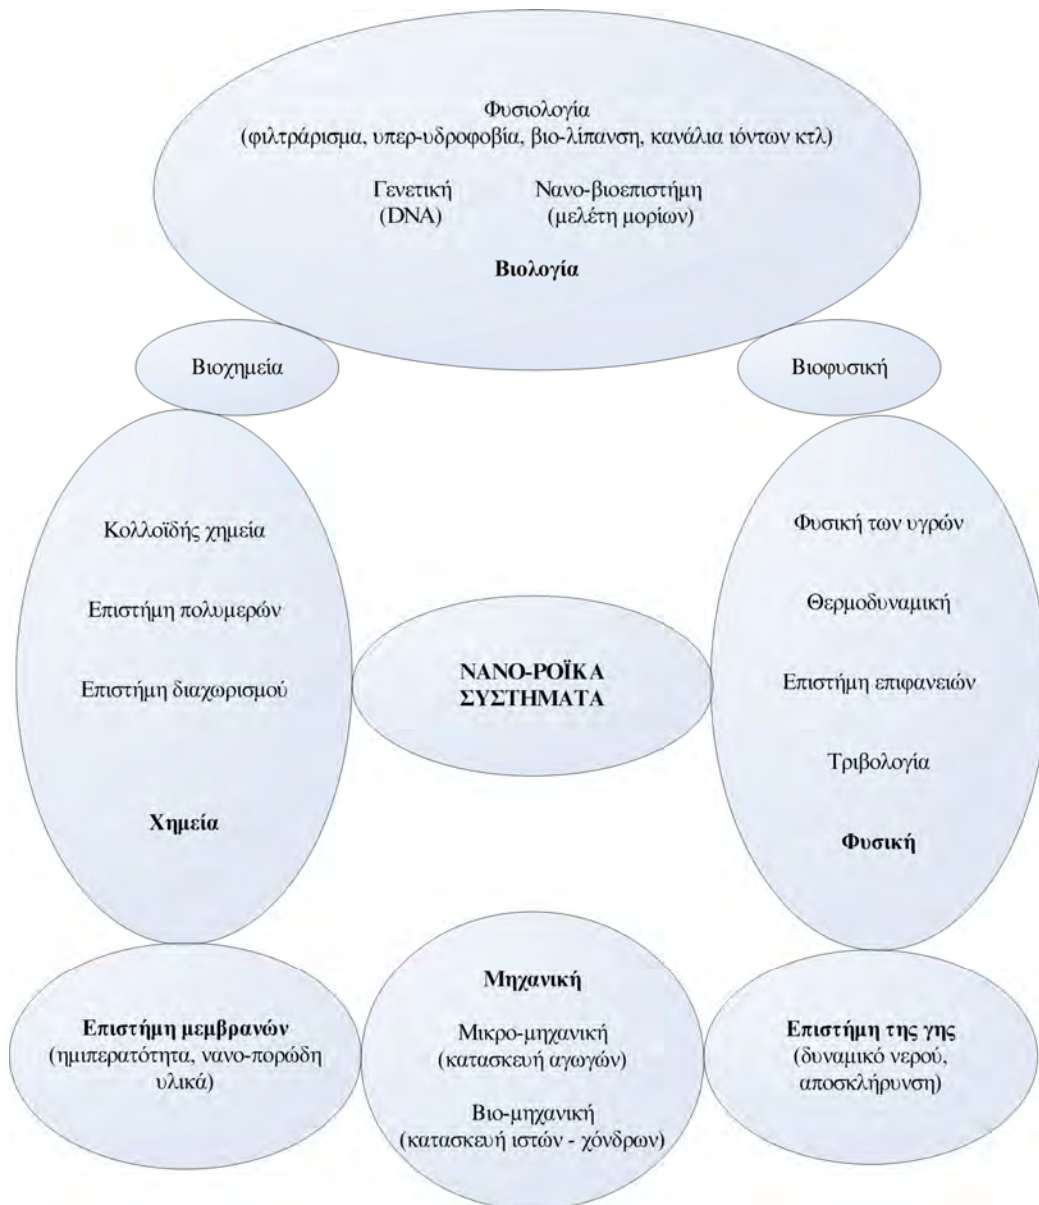 Φυσιολογία
(φιλτράρισμα, υπερ-υδροφοβία, βιο-λίπανση, κανάλια ιόντων κτλ)
Γενετική
(DNA)
Νανο-βιοεπιστήμη
(μελέτη μορίων)
Βιολογία
Βιοχημεία
Βιοφυσική
Κολλοϊδής χημεία
Επιστήμη πολυμερών
Επιστήμη διαχωρισμού
Χημεία
ΝΑΝΟ-ΡΟΪΚΑ
ΣΥΣΤΗΜΑΤΑ
Φυσική των υγρών
Θερμοδυναμική
Επιστήμη επιφανειών
Τριβολογία
Φυσική
Επιστήμη μεμβρανών
(ημιπερατότητα, νανο-πορώδη
υλικά)
Μηχανική
Μικρο-μηχανική
(κατασκευή αγωγών)
Βιο-μηχανική
(κατασκευή ιστών - χόνδρων)
Επιστήμη της γης
(δυναμικό νερού,
αποσκλήρυνση)